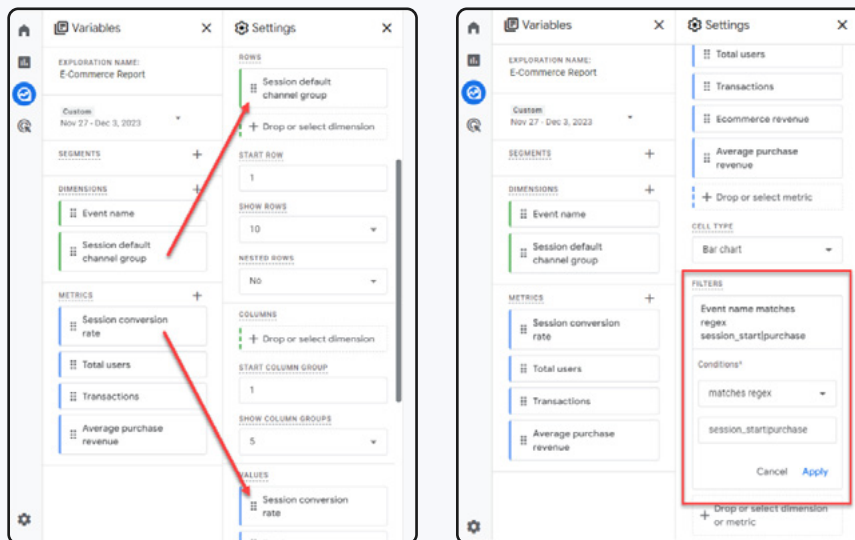 Variables
EXPLORATION NAME:
E-Commerce Report
Custom
Nov 27 - Dec 3, 2023
SEGMENTS
DIMENSIONS
Event name
Session default
channel group
METRICS
Session conversion
rate
Total users
Transactions
Average purchase
revenue
Settings
ROWS
Session default
channel group
Drop or select dimension
START ROW
1
SHOW ROWS
10
NESTED ROWS
No
COLUMNS
Drop or select dimension
START COLUMN GROUP
1
SHOW COLUMN GROUPS
5
VALUES
Session conversion
rate
Variables
EXPLORATION NAME:
E-Commerce Report
Custom
Nov 27 - Dec 3, 2023
SEGMENTS
DIMENSIONS
Event name
Session default
channel group
METRICS
Session conversion
rate
Total users
Transactions
Average purchase
revenue
Settings
Total users
Transactions
Ecommerce revenue
Average purchase
revenue
Drop or select metric
CELL TYPE
Bar chart
FILTERS
Event name matches
regex
session_start|purchase
Conditions*
matches regex
session_start|purchase
Cancel Apply
Drop or select dimension
or metric